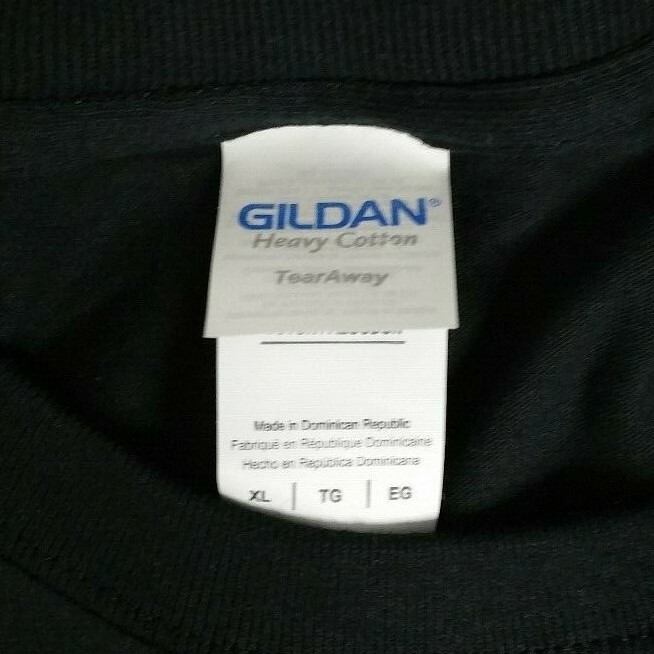 GILDAN®
Heavy Cotton
TearAway
Made in Dominican Republic
Fabriqué en République Dominicaine
Hecho en República Dominicana
XL | TG | EG